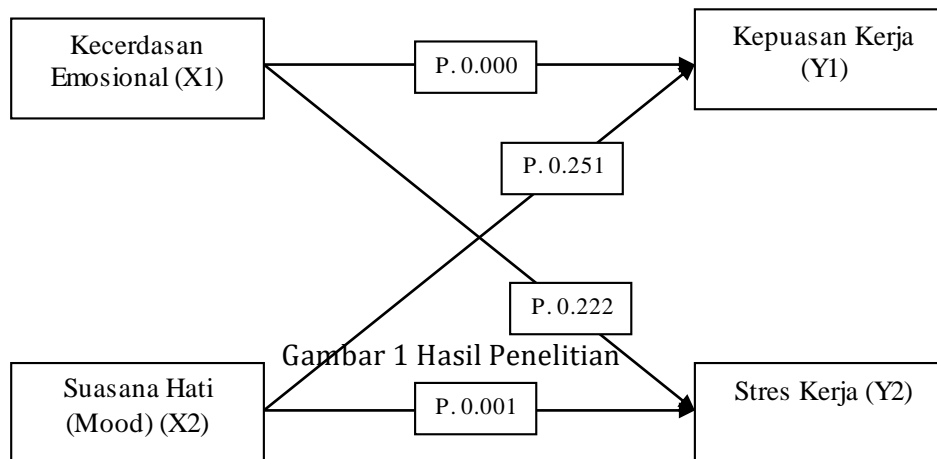 Kecerdasan
Emosional (X1)
P. 0.000
Kepuasan Kerja
(Y1)
P. 0.251
P. 0.222
Gambar 1 Hasil Penelitian
Suasana Hati
(Mood) (X2)
P. 0.001
Stres Kerja (Y2)